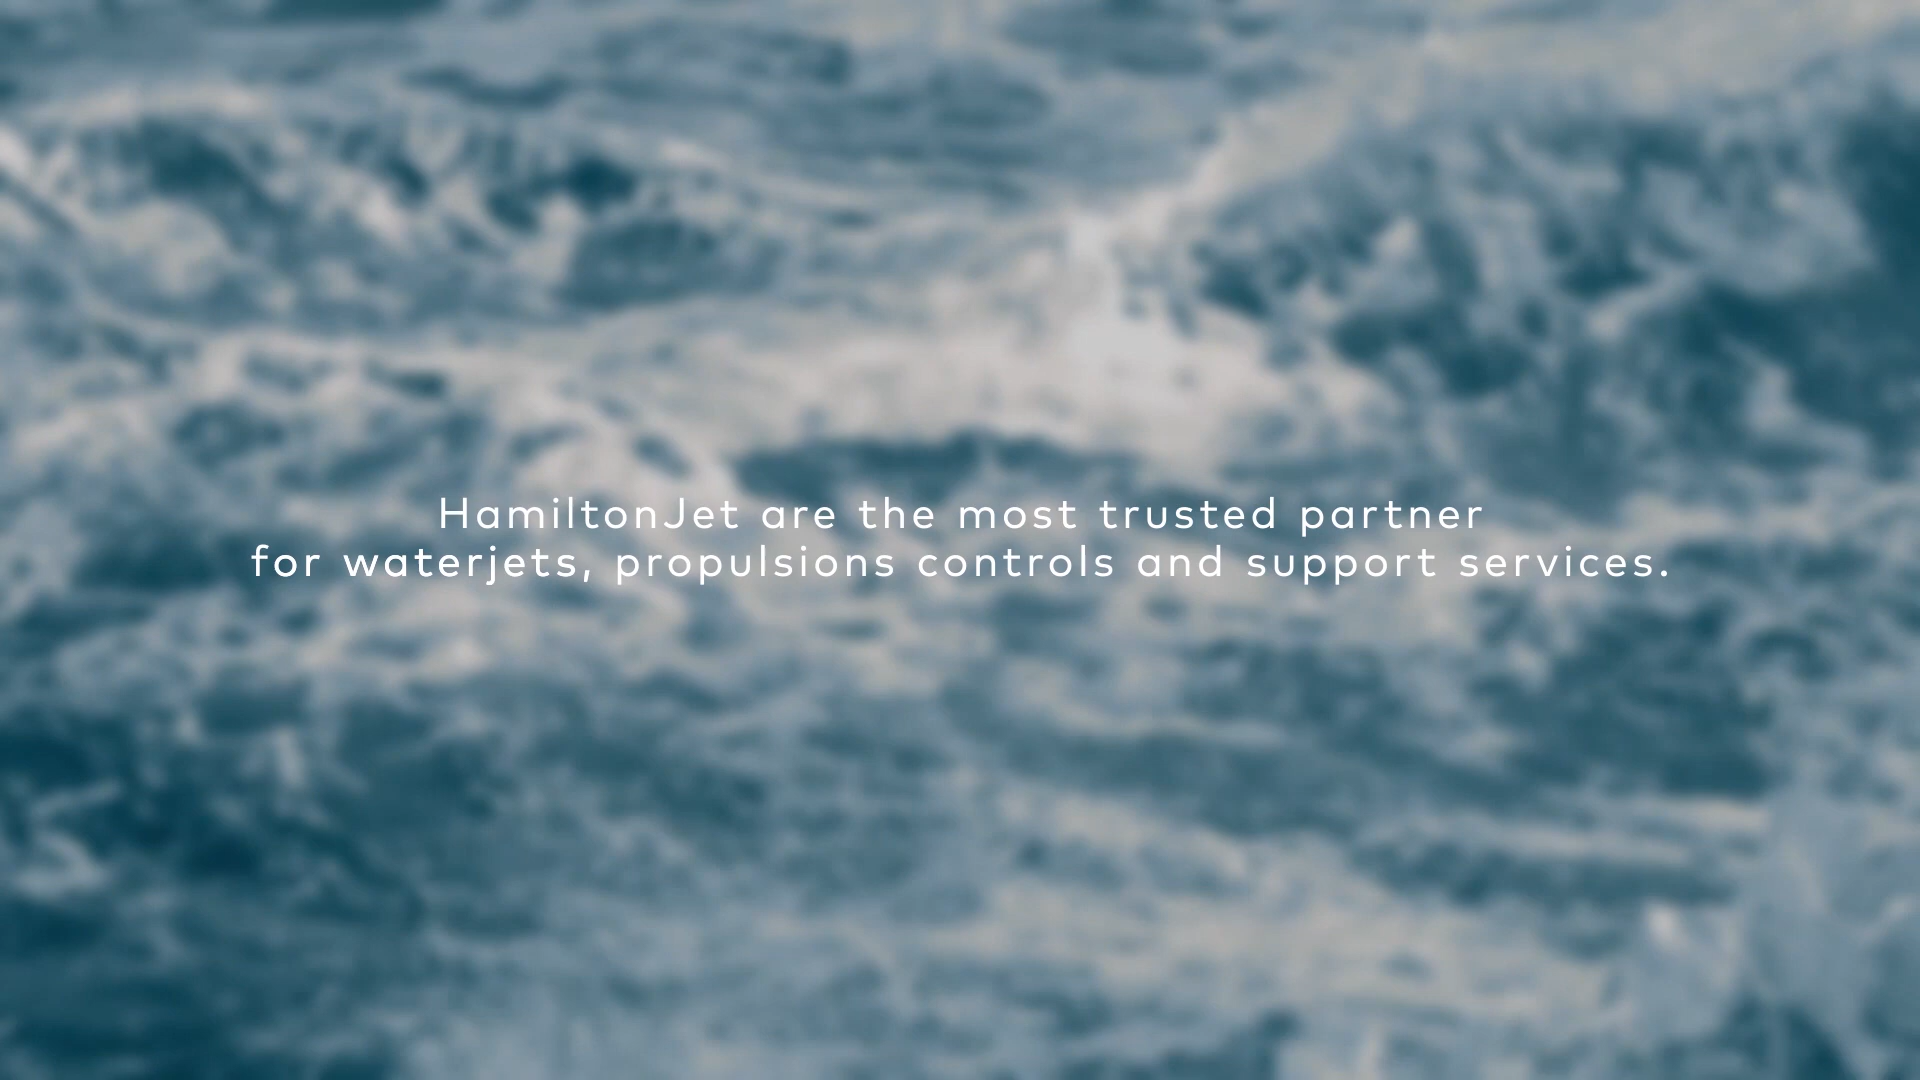 HamiltonJet are the most trusted partner
for waterjets, propulsions controls and support services.